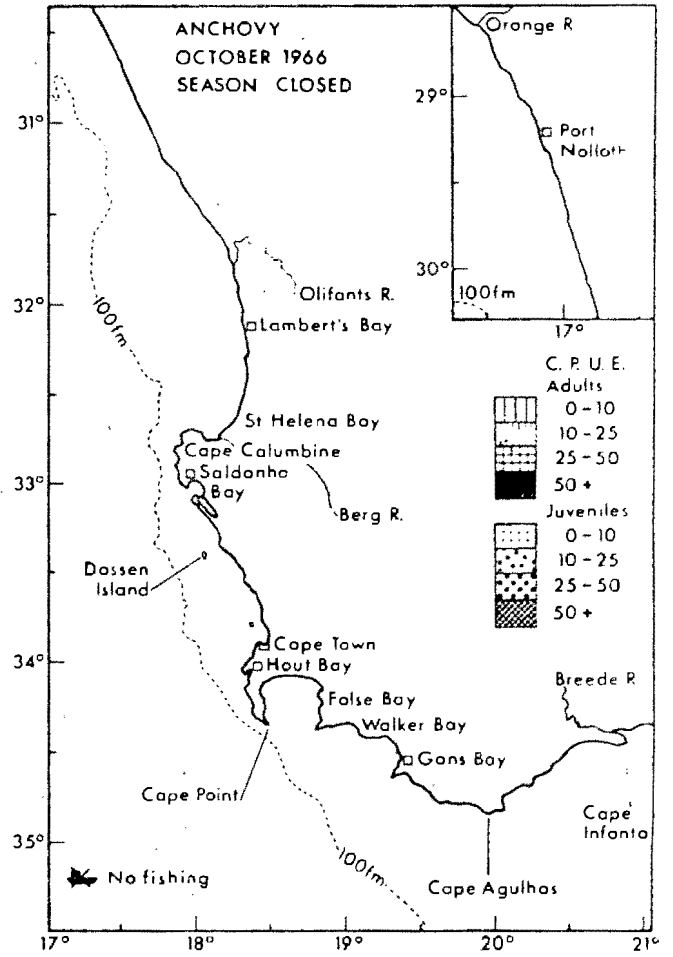 ANCHOVY
OCTOBER 1966
SEASON CLOSED
Orange R
29°
Port
Nolloth
30°
100fm
17°
31°
Olifants R.
32°
100fm
Lambert's Bay
C. P. U. E.
Adults
0-10
10-25
25-50
50+
Juveniles
0-10
10-25
25-50
50+
St Helena Bay
Cape Calumbine
33°
Saldanha
Bay
Berg R.
Dassen
Island
Cape Town
34°
Hout Bay
Breede R
False Bay
Walker Bay
Gans Bay
Cape Point
Cape
Infanta
35°
100fm
No fishing
Cape Agulhas
17°
18°
19°
20°
21°